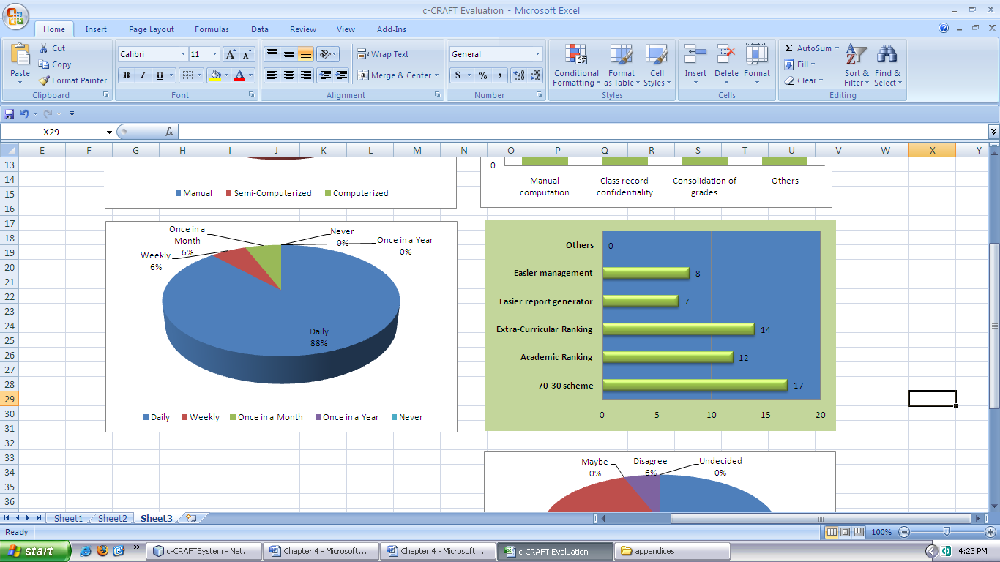 c-CRAFT Evaluation - Microsoft Excel
Home Insert Page Layout Formulas Data Review View Add-Ins
Paste
Cut
Copy
Format Painter
Clipboard
Calibri 11
B I U
Font
Wrap Text
Merge & Center
Alignment
General
$ % ,
Number
Conditional Formatting
Format as Table
Cell Styles
Styles
Insert Delete Format
Cells
Σ AutoSum
Fill
Clear
Sort & Filter
Find & Select
Editing
X29 fx
E F G H I J K L M N O P Q R S T U V W X Y
13
14
15
16
17
18
19
20
21
22
23
24
25
26
27
28
29
30
31
32
33
34
35
36
Manual Semi-Computerized Computerized
0
Manual computation
Class record confidentiality
Consolidation of grades
Others
Once in a Month 6%
Never 0%
Once in a Year 0%
Weekly 6%
Daily 88%
Daily Weekly Once in a Month Once in a Year Never
Others 0
Easier management 8
Easier report generator 7
Extra-Curricular Ranking 14
Academic Ranking 12
70-30 scheme 17
0 5 10 15 20
Maybe 0%
Disagree 6%
Undecided 0%
Sheet1 Sheet2 Sheet3
Ready 100%
start
c-CRAFTSystem - Net...
Chapter 4 - Microsoft...
Chapter 4 - Microsoft...
c-CRAFT Evaluation
appendices
4:23 PM